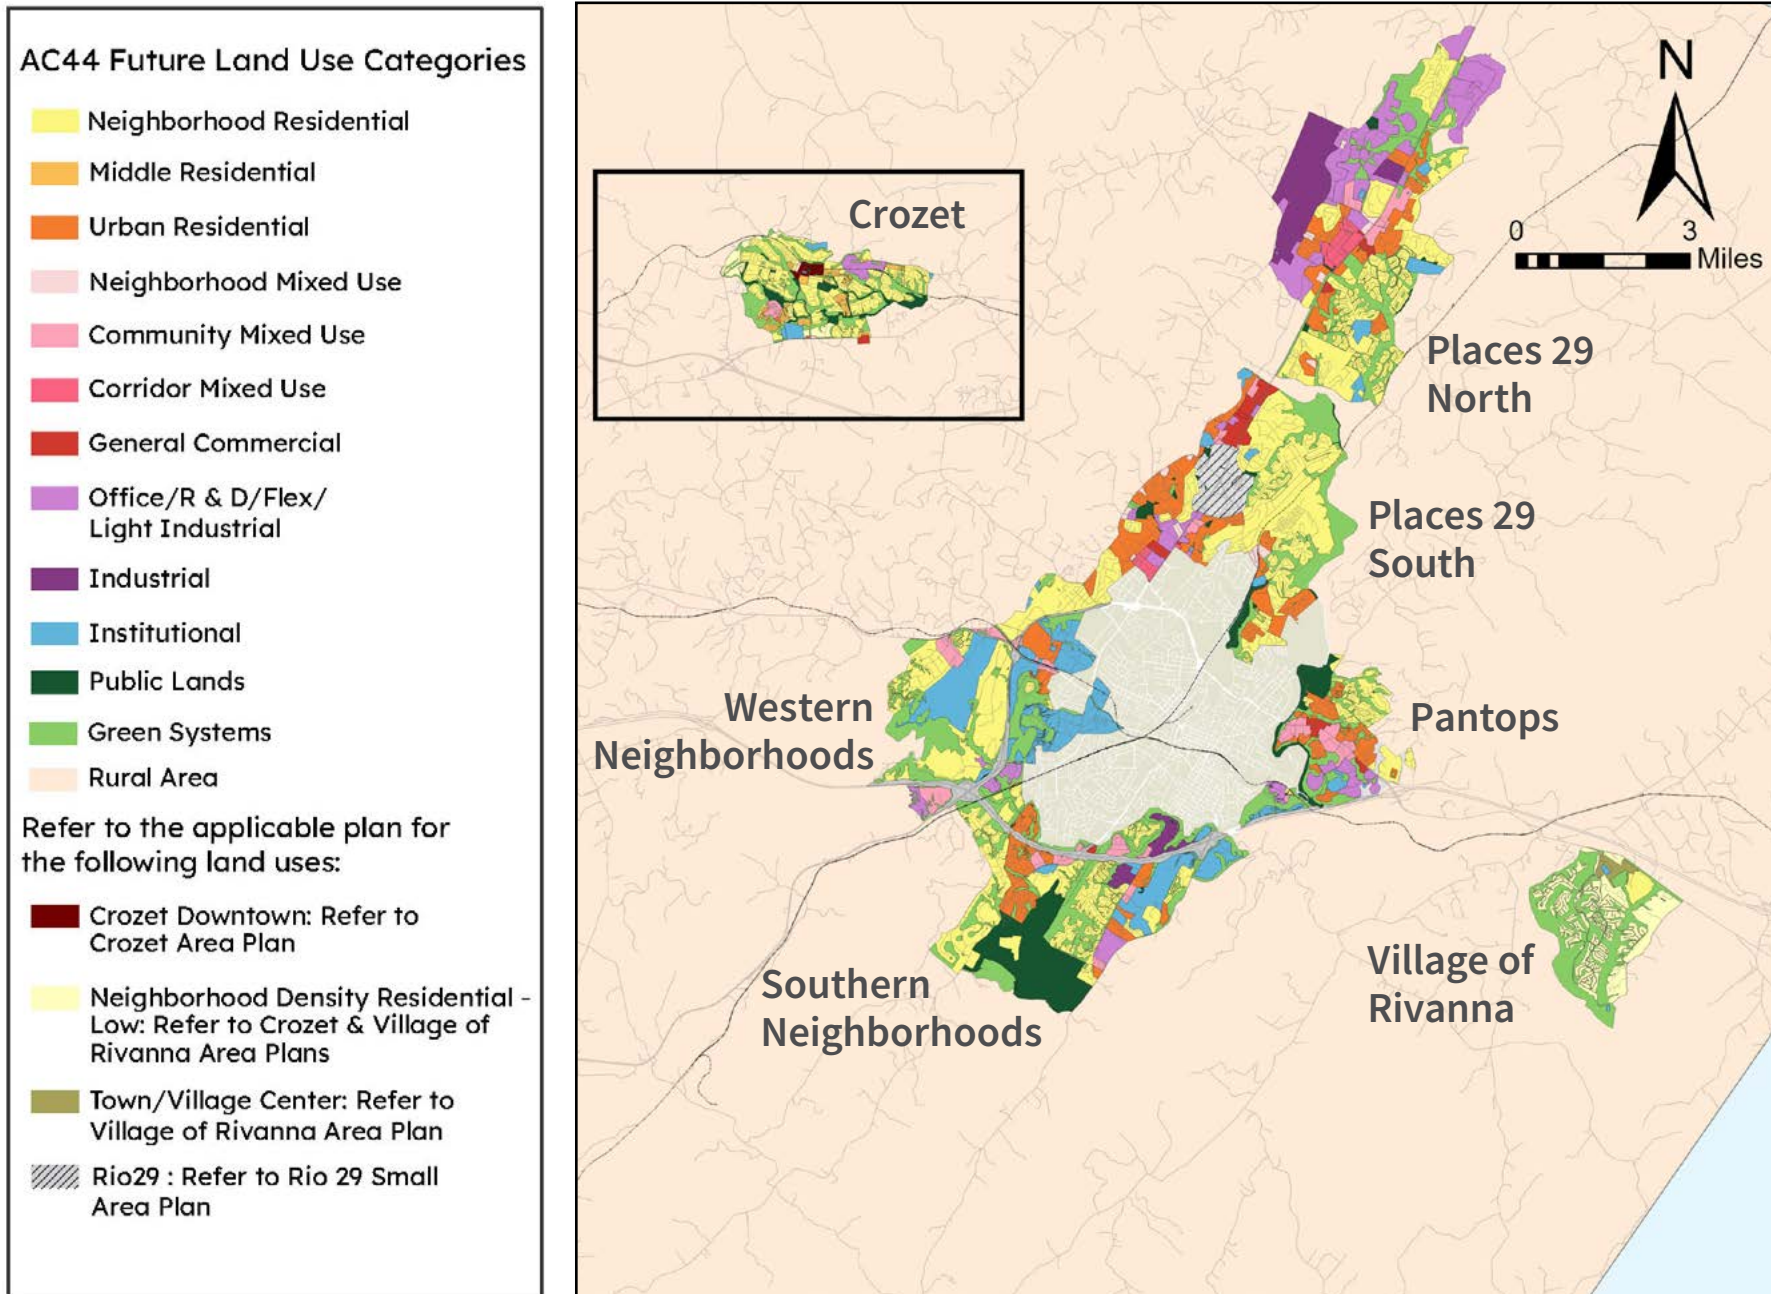 AC44 Future Land Use Categories
Neighborhood Residential
Middle Residential
Urban Residential
Neighborhood Mixed Use
Community Mixed Use
Corridor Mixed Use
General Commercial
Office/R & D/Flex/
Light Industrial
Industrial
Institutional
Public Lands
Green Systems
Rural Area
Refer to the applicable plan for
the following land uses:
Crozet Downtown: Refer to
Crozet Area Plan
Neighborhood Density Residential -
Low: Refer to Crozet & Village of
Rivanna Area Plans
Town/Village Center: Refer to
Village of Rivanna Area Plan
Rio29 : Refer to Rio 29 Small
Area Plan
Crozet
N
0 3
Miles
Places 29
North
Places 29
South
Western
Neighborhoods
Pantops
Southern
Neighborhoods
Village of
Rivanna